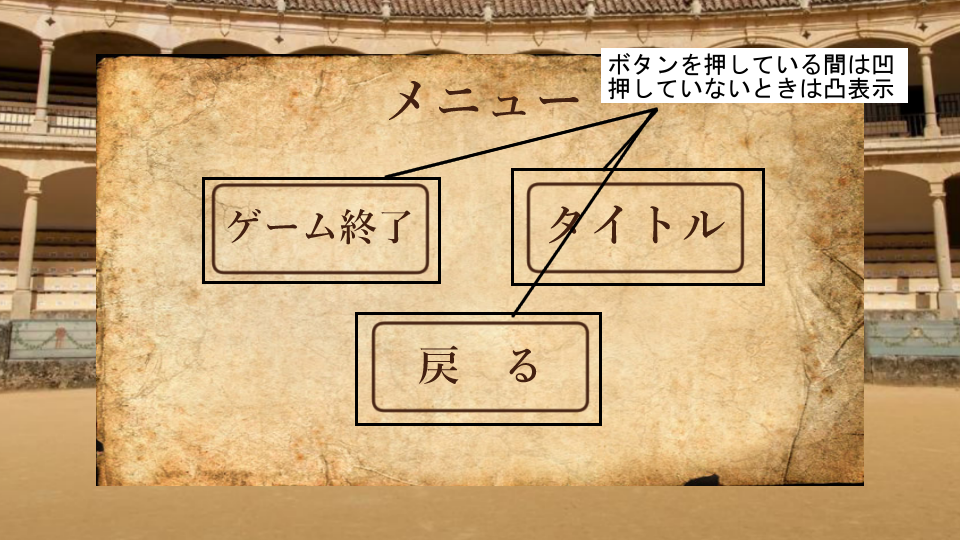 メニュー
ボタンを押している間は凹
押していないときは凸表示
ゲーム終了
タイトル
戻　る